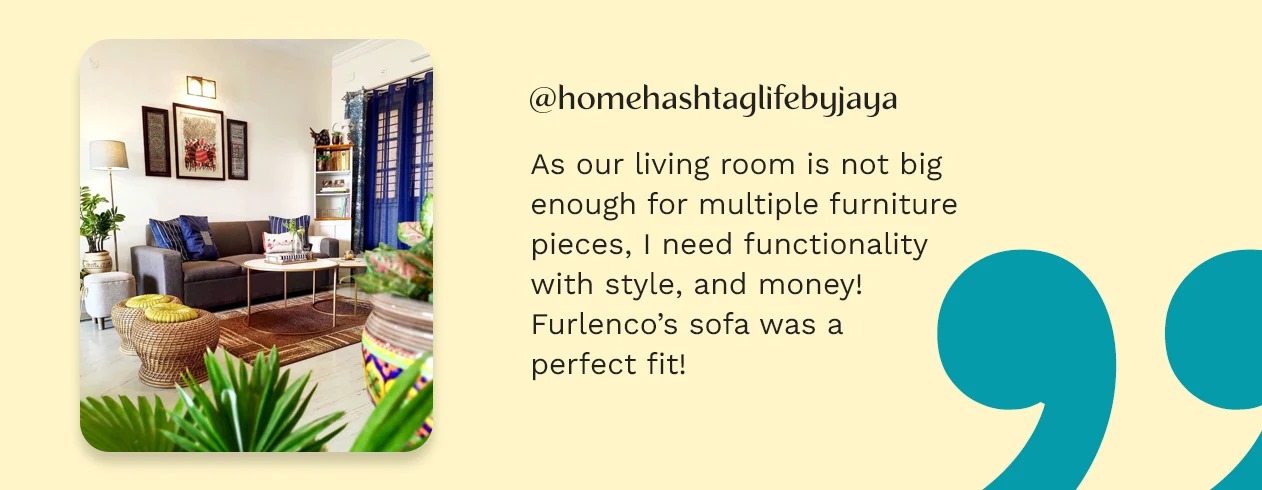 @homehashtaglifebyjaya
As our living room is not big
enough for multiple furniture
pieces, I need functionality
with style, and money!
Furlenco’s sofa was a
perfect fit!